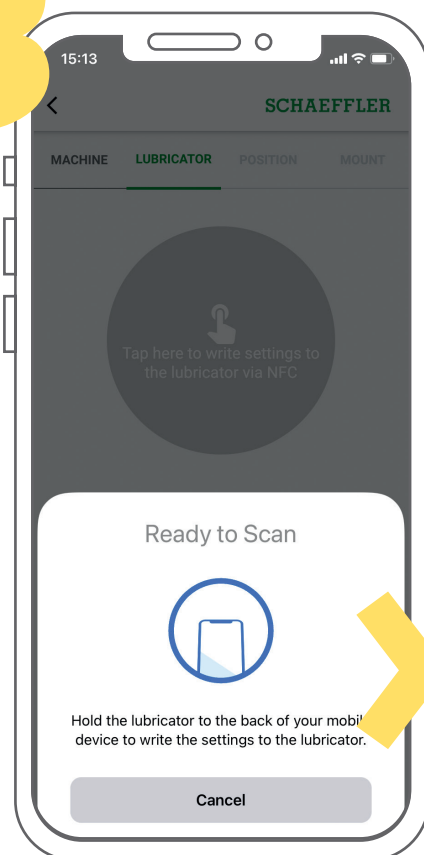 15:13
SCHAEFFLER
MACHINE LUBRICATOR POSITION MOUNT
Tap here to write settings to
the lubricator via NFC
Ready to Scan
Hold the lubricator to the back of your
device to write the settings to the lubricator.
Cancel